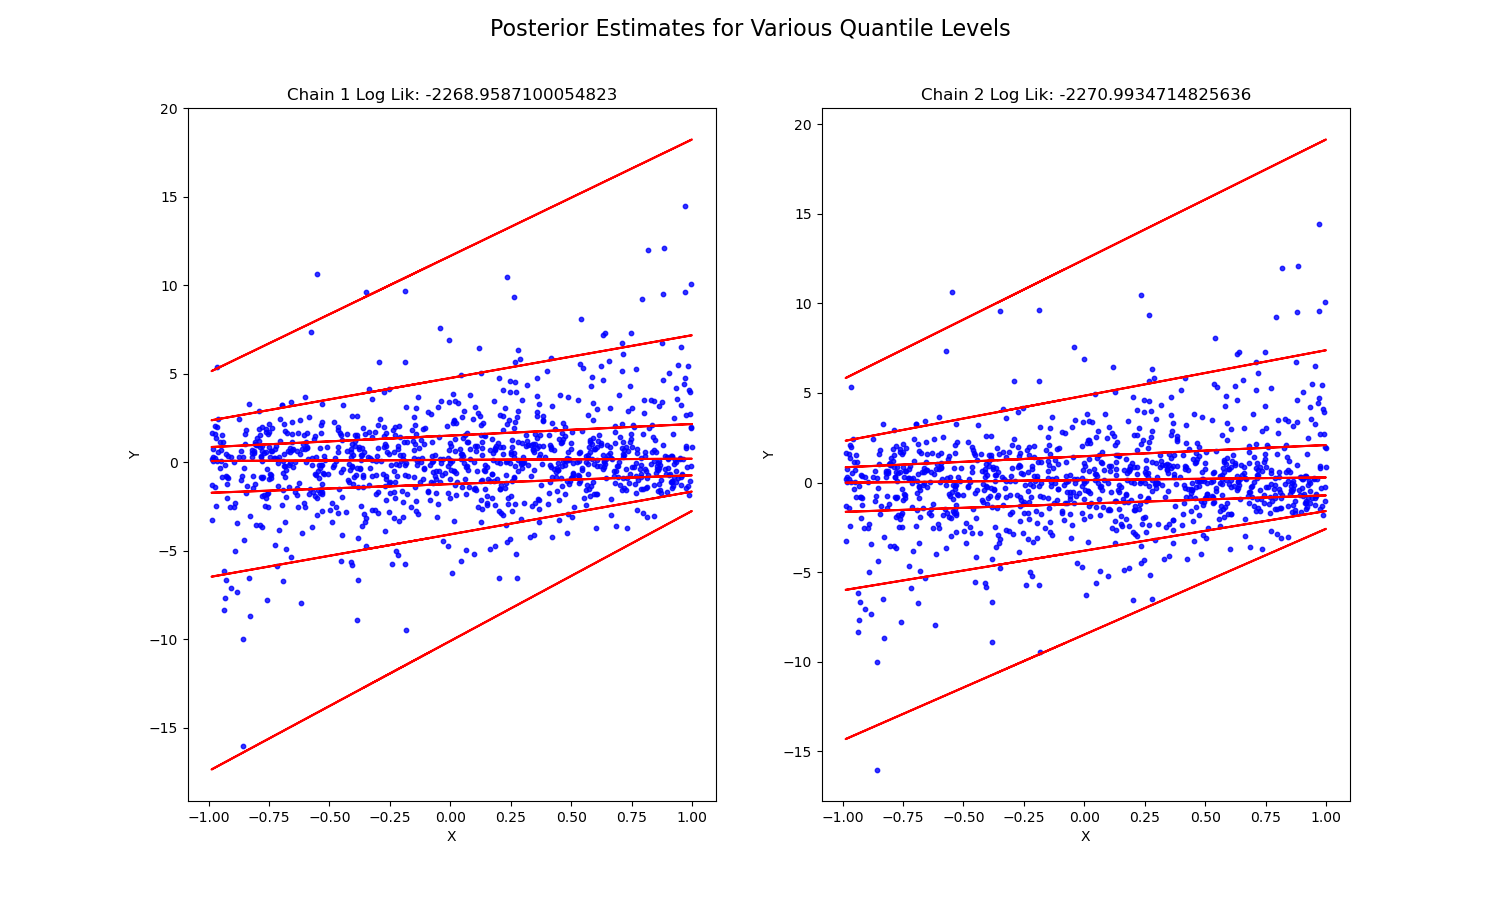 Posterior Estimates for Various Quantile Levels
Chain 1 Log Lik: -2268.9587100054823
20
15
10
5
0
−5
−10
−15
Y
−1.00 −0.75 −0.50 −0.25 0.00 0.25 0.50 0.75 1.00
X
Chain 2 Log Lik: -2270.9934714825636
20
15
10
5
0
−5
−10
−15
Y
−1.00 −0.75 −0.50 −0.25 0.00 0.25 0.50 0.75 1.00
X